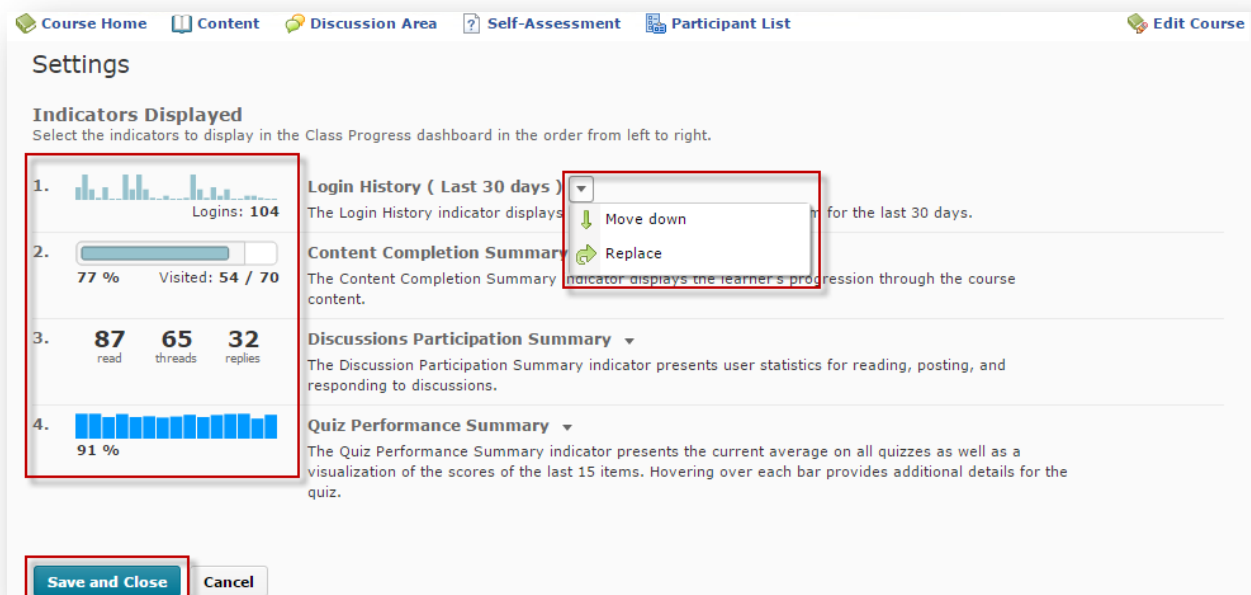 Course Home Content Discussion Area Self-Assessment Participant List Edit Course
Settings
Indicators Displayed
Select the indicators to display in the Class Progress dashboard in the order from left to right.
1.
Logins: 104
Login History ( Last 30 days )
The Login History indicator displays for the last 30 days.
Move down
Replace
2.
77 % Visited: 54 / 70
Content Completion Summary
The Content Completion Summary indicator displays the learner's progression through the course
content.
3.
87 65 32
read threads replies
Discussions Participation Summary
The Discussion Participation Summary indicator presents user statistics for reading, posting, and
responding to discussions.
4.
91 %
Quiz Performance Summary
The Quiz Performance Summary indicator presents the current average on all quizzes as well as a
visualization of the scores of the last 15 items. Hovering over each bar provides additional details for the
quiz.
Save and Close Cancel